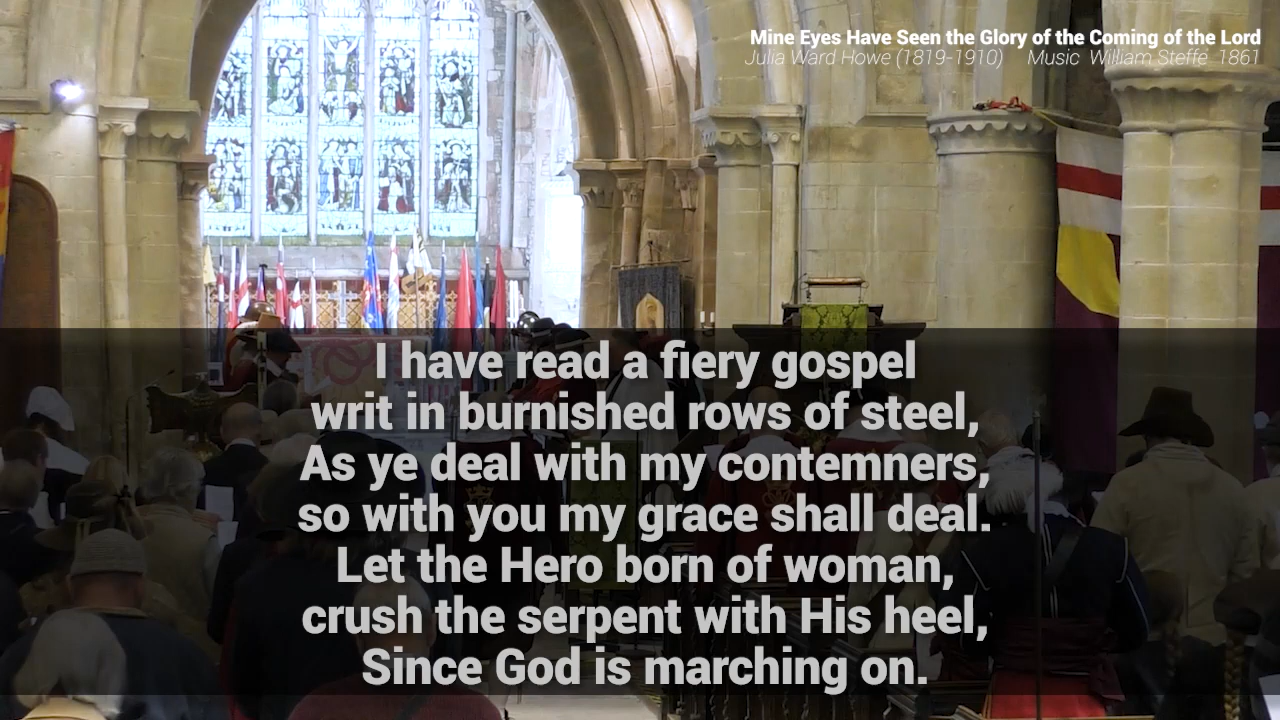 Mine Eyes Have Seen the Glory of the Coming of the Lord
Julia Ward Howe (1819-1910) Music William Steffe 1861
I have read a fiery gospel
writ in burnished rows of steel,
As ye deal with my contemners,
so with you my grace shall deal.
Let the Hero born of woman,
crush the serpent with His heel,
Since God is marching on.